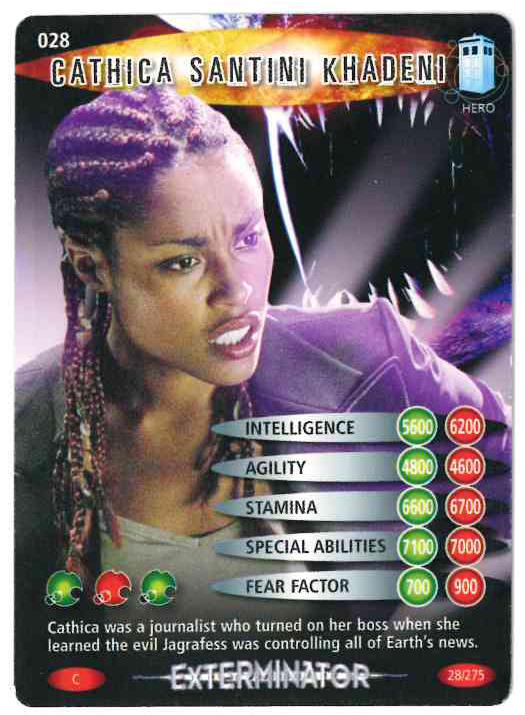 028
CATHICA SANTINI KHADENI
HERO
INTELLIGENCE 5600 6200
AGILITY 4800 4600
STAMINA 6600 6700
SPECIAL ABILITIES 7100 7000
FEAR FACTOR 700 900
Cathica was a journalist who turned on her boss when she
learned the evil Jagrafess was controlling all of Earth's news.
C EXTERMINATOR 28/275